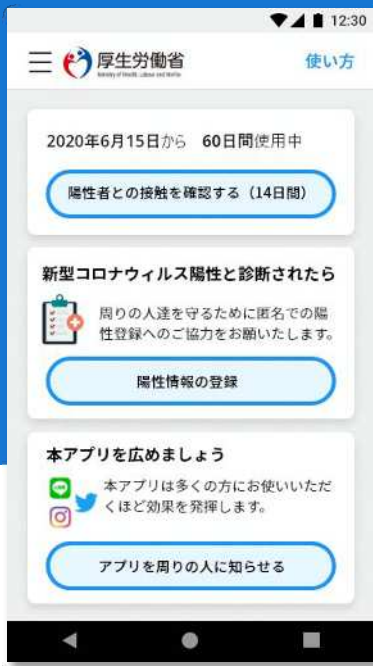 12:30
厚生労働省
Ministry of Health, Labour and Welfare
使い方
2020年6月15日から 60日間使用中
陽性者との接触を確認する（14日間）
新型コロナウィルス陽性と診断されたら
周りの人達を守るために匿名での陽
性登録へのご協力をお願いたします。
陽性情報の登録
本アプリを広めましょう
LINE
本アプリは多くの方にお使いいただ
くほど効果を発揮します。
アプリを周りの人に知らせる